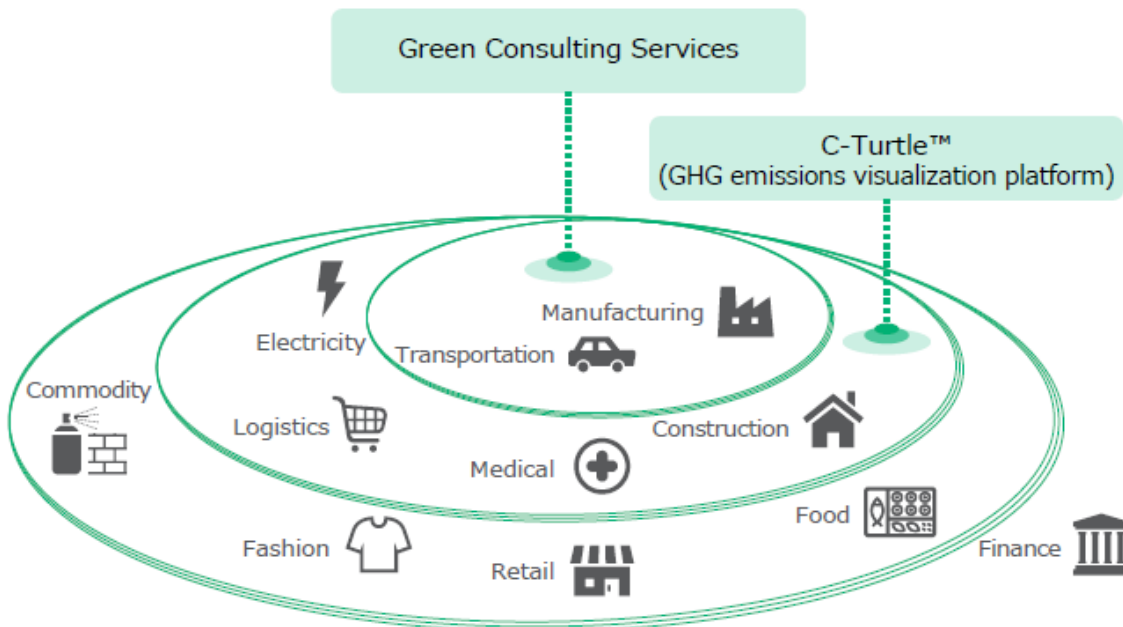 Green Consulting Services
C-Turtle™
(GHG emissions visualization platform)
Manufacturing
Electricity
Transportation
Commodity
Logistics
Construction
Medical
Food
Fashion
Finance
Retail